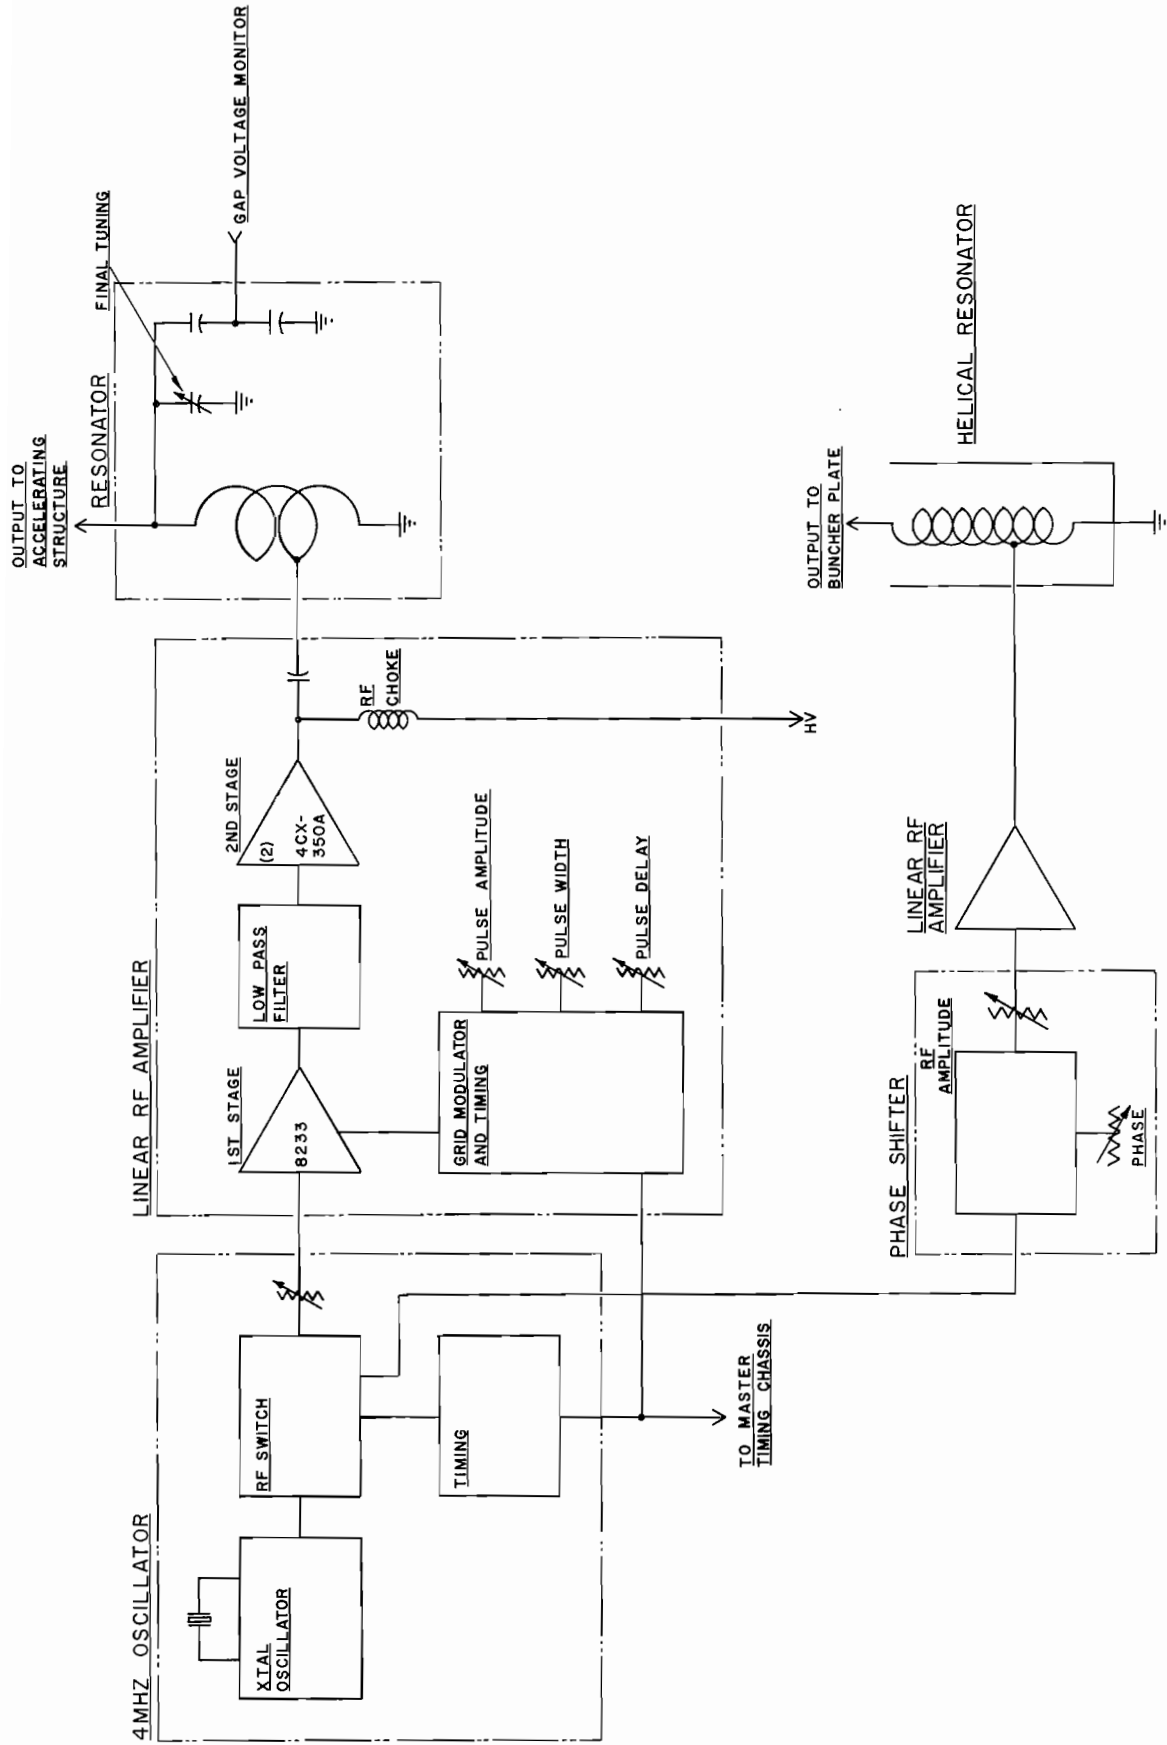 4MHZ OSCILLATOR
XTAL
OSCILLATOR
RF SWITCH
TIMING
TO MASTER
TIMING CHASSIS
LINEAR RF AMPLIFIER
1ST STAGE
8233
LOW PASS
FILTER
2ND STAGE
(2)
4CX-
350A
GRID MODULATOR
AND TIMING
PULSE AMPLITUDE
PULSE WIDTH
PULSE DELAY
RF
CHOKE
HV
OUTPUT TO
ACCELERATING
STRUCTURE
RESONATOR
FINAL TUNING
GAP VOLTAGE MONITOR
PHASE SHIFTER
RF
AMPLITUDE
PHASE
LINEAR RF
AMPLIFIER
OUTPUT TO
BUNCHER PLATE
HELICAL RESONATOR